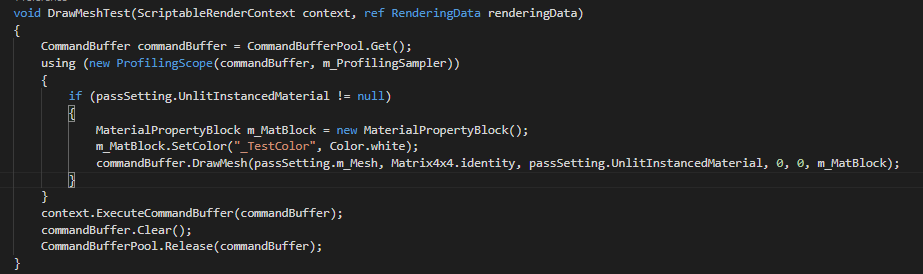 void DrawMeshTest(ScriptableRenderContext context, ref RenderingData renderingData)
{
    CommandBuffer commandBuffer = CommandBufferPool.Get();
    using (new ProfilingScope(commandBuffer, m_ProfilingSampler))
    {
        if (passSetting.UnlitInstancedMaterial != null)
        {
            MaterialPropertyBlock m_MatBlock = new MaterialPropertyBlock();
            m_MatBlock.SetColor("_TestColor", Color.white);
            commandBuffer.DrawMesh(passSetting.m_Mesh, Matrix4x4.identity, passSetting.UnlitInstancedMaterial, 0, 0, m_MatBlock);
        }
    }
    context.ExecuteCommandBuffer(commandBuffer);
    commandBuffer.Clear();
    CommandBufferPool.Release(commandBuffer);
}